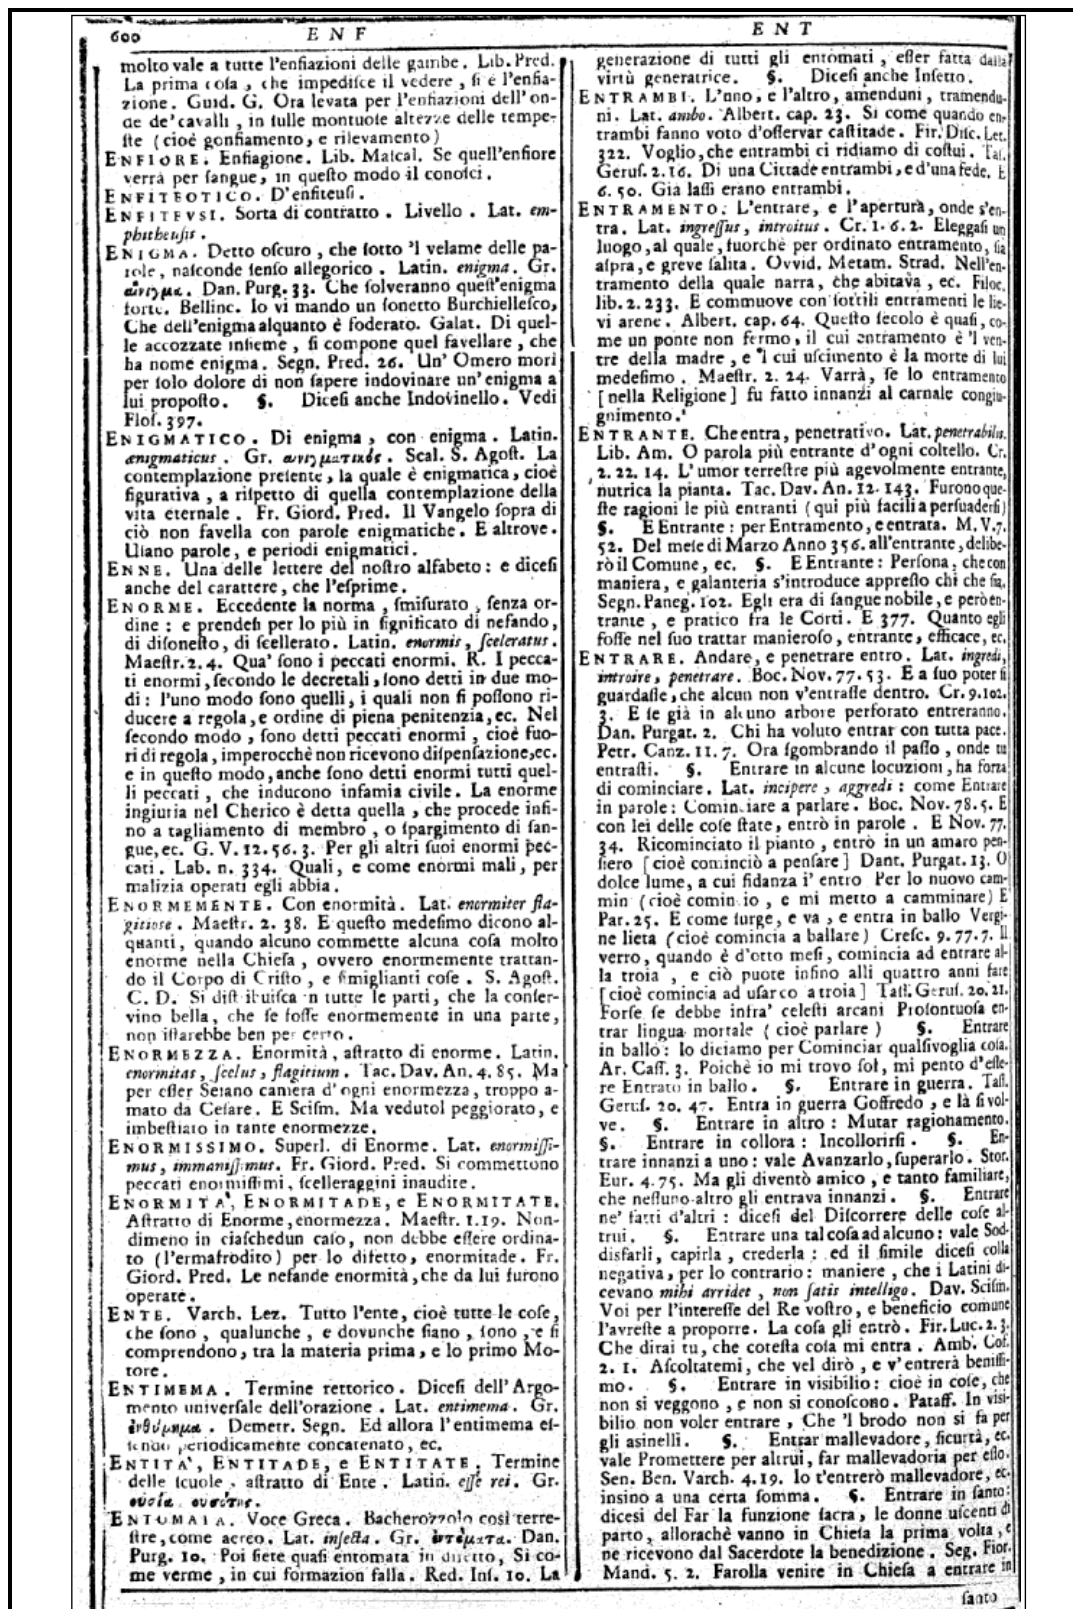 600
ENF
ENT
molto vale a tutte l'enfiazioni delle gambe. Lib. Pred.
La prima cosa, che impedisce il vedere, si è l'enfia-
zione. Guid. G. Ora levata per l'enfiazioni dell'on-
de de' cavalli, in sulle montuose altezze delle tempe-
ste (cioè gonfiamento, e rilevamento)
ENFIORE. Enfiagione. Lib. Mascal. Se quell'enfiore
verrà per sangue, in questo modo il conosci.
ENFITEOTICO. D'enfiteusi.
ENFITEVSI. Sorta di contratto. Livello. Lat. em-
phitheusis.
ENIGMA. Detto oscuro, che sotto 'l velame delle pa-
role, nasconde senso allegorico. Latin. enigma. Gr.
αἴνιγμα. Dan. Purg. 33. Che solveranno quest'enigma
forte. Bellinc. Io vi mando un sonetto Burchiellesco,
Che dell'enigma alquanto è foderato. Galat. Di quel-
le accozzate insieme, si compone quel favellare, che
ha nome enigma. Segn. Pred. 26. Un' Omero morì
per solo dolore di non sapere indovinare un' enigma a
lui proposto. §. Dicesi anche Indovinello. Vedi
Flos. 397.
ENIGMATICO. Di enigma, con enigma. Latin.
ænigmaticus. Gr. αἰνιγματικός. Scal. S. Agost. La
contemplazione presente, la quale è enigmatica, cioè
figurativa, a rispetto di quella contemplazione della
vita eternale. Fr. Giord. Pred. Il Vangelo sopra di
ciò non favella con parole enigmatiche. E altrove.
Usano parole, e periodi enigmatici.
ENNE. Una delle lettere del nostro alfabeto: e dicesi
anche del carattere, che l'esprime.
ENORME. Eccedente la norma, smisurato, senza or-
dine: e prendesi per lo più in significato di nefando,
di disonesto, di scellerato. Latin. enormis, sceleratus.
Maestr. 2. 4. Qua' sono i peccati enormi. R. I pecca-
ti enormi, secondo le decretali, sono detti in due mo-
di: l'uno modo sono quelli, i quali non si possono ri-
ducere a regola, e ordine di piena penitenzia, ec. Nel
secondo modo, sono detti peccati enormi, cioè fuo-
ri di regola, imperocchè non ricevono dispensazione, ec.
e in questo modo, anche sono detti enormi tutti quel-
li peccati, che inducono infamia civile. La enorme
ingiuria nel Cherico è detta quella, che procede infi-
no a tagliamento di membro, o spargimento di san-
gue, ec. G. V. 12. 56. 3. Per gli altri suoi enormi pec-
cati. Lab. n. 334. Quali, e come enormi mali, per
malizia operati egli abbia.
ENORMEMENTE. Con enormità. Lat. enormiter fla-
gitiose. Maestr. 2. 38. E questo medesimo dicono al-
quanti, quando alcuno commette alcuna cosa molto
enorme nella Chiesa, ovvero enormemente trattan-
do il Corpo di Cristo, e simiglianti cose. S. Agost.
C. D. Si distribuisca 'n tutte le parti, che la conser-
vino bella, che se fosse enormemente in una parte,
non istarebbe ben per certo.
ENORMEZZA. Enormità, astratto di enorme. Latin.
enormitas, scelus, flagitium. Tac. Dav. An. 4. 85. Ma
per esser Seiano caniera d'ogni enormezza, troppo a-
mato da Cesare. E Scism. Ma vedutol peggiorato, e
imbestiato in tante enormezze.
ENORMISSIMO. Superl. di Enorme. Lat. enormissi-
mus, immanissimus. Fr. Giord. Pred. Si commettono
peccati enormissimi, scelleraggini inaudite.
ENORMITA', ENORMITADE, e ENORMITATE.
Astratto di Enorme, enormezza. Maestr. 1. 19. Non-
dimeno in ciaschedun caso, non debbe essere ordina-
to (l'ermafrodito) per lo difetto, enormitade. Fr.
Giord. Pred. Le nefande enormità, che da lui furono
operate.
ENTE. Varch. Lez. Tutto l'ente, cioè tutte le cose,
che sono, qualunche, e dovunche siano, sono, e si
comprendono, tra la materia prima, e lo primo Mo-
tore.
ENTIMEMA. Termine rettorico. Dicesi dell'Argo-
mento universale dell'orazione. Lat. entimema. Gr.
ἐνθύμημα. Demetr. Segn. Ed allora l'entimema es-
sendo periodicamente concatenato, ec.
ENTITA', ENTITADE, e ENTITATE. Termine
delle scuole, astratto di Ente. Latin. esse rei. Gr.
οὐσία
ENTOMATA. Voce Greca. Bacherozzolo così terre-
stre, come aereo. Lat. insecta. Gr. ἐντόματα. Dan.
Purg. 10. Poi siete quasi entomata in difetto, Sì co-
me verme, in cui formazion falla. Red. Ins. 10. La
generazione di tutti gli entomati, esser fatta dalla
virtù generatrice. §. Dicesi anche Insetto.
ENTRAMBI. L'uno, e l'altro, amenduni, tramendu-
ni. Lat. ambo. Albert. cap. 23. Si come quando en-
trambi fanno voto d'osservar castitade. Fir. Disc. Let.
322. Voglio, che entrambi ci ridiamo di costui. Tas.
Gerus. 2. 16. Di una Cittade entrambi, e d'una fede. E
6. 50. Già lassi erano entrambi.
ENTRAMENTO. L'entrare, e l'apertura, onde s'en-
tra. Lat. ingressus, introitus. Cr. 1. 6. 2. Eleggasi un
luogo, al quale, fuorchè per ordinato entramento, sia
aspra, e greve salita. Ovvid. Metam. Strad. Nell'en-
tramento della quale narra, che abitava, ec. Filoc.
lib. 2. 233. E commuove con sottili entramenti le lie-
vi arene. Albert. cap. 64. Questo secolo è quasi, co-
me un ponte non fermo, il cui entramento è 'l ven-
tre della madre, e 'l cui uscimento è la morte di lui
medesimo. Maestr. 2. 24. Varrà, se lo entramento
[nella Religione] fu fatto innanzi al carnale congiu-
gnimento.
ENTRANTE. Che entra, penetrativo. Lat. penetrabilis.
Lib. Am. O parola più entrante d'ogni coltello. Cr.
2. 22. 14. L'umor terrestre più agevolmente entrante,
nutrica la pianta. Tac. Dav. An. 12. 143. Furono que-
ste ragioni le più entranti (qui più facili a persuadersi)
§. E Entrante: per Entramento, e entrata. M. V. 7.
52. Del mese di Marzo Anno 356. all'entrante, delibe-
rò il Comune, ec. §. E Entrante: Persona, che con
maniera, e galanteria s'introduce appresso chi che sia.
Segn. Paneg. 102. Egli era di sangue nobile, e però en-
trante, e pratico fra le Corti. E 377. Quanto egli
fosse nel suo trattar manieroso, entrante, efficace, ec.
ENTRARE. Andare, e penetrare entro. Lat. ingredi,
introire, penetrare. Boc. Nov. 77. 53. E a suo poter si
guardasse, che alcun non v'entrasse dentro. Cr. 9. 102.
3. E se già in alcuno arbore perforato entreranno.
Dan. Purgat. 2. Chi ha voluto entrar con tutta pace.
Petr. Canz. 11. 7. Ora sgombrando il passo, onde tu
entrasti. §. Entrare in alcune locuzioni, ha forza
di cominciare. Lat. incipere, aggredi: come Entrare
in parole: Cominciare a parlare. Boc. Nov. 78. 5. E
con lei delle cose state, entrò in parole. E Nov. 77.
34. Ricominciato il pianto, entrò in un amaro pen-
siero [cioè cominciò a pensare] Dant. Purgat. 13. O
dolce lume, a cui fidanza i' entro Per lo nuovo cam-
min (cioè comincio, e mi metto a camminare) E
Par. 25. E come surge, e va, e entra in ballo Vergi-
ne lieta (cioè comincia a ballare) Cresc. 9. 77. 7. Il
verro, quando è d'otto mesi, comincia ad entrare al-
la troia, e ciò puote infino alli quattro anni fare
[cioè comincia ad usarco a troia] Tass. Gerus. 20. 21.
Forse se debbe infra' celesti arcani Prosontuosa en-
trar lingua mortale (cioè parlare) §. Entrare
in ballo: lo diciamo per Cominciar qualsivoglia cosa.
Ar. Cass. 3. Poichè io mi trovo sol, mi pento d'esse-
re Entrato in ballo. §. Entrare in guerra. Tass.
Gerus. 20. 47. Entra in guerra Goffredo, e là si vol-
ve. §. Entrare in altro: Mutar ragionamento.
§. Entrare in collora: Incollorirsi. §. En-
trare innanzi a uno: vale Avanzarlo, superarlo. Stor.
Eur. 4. 75. Ma gli diventò amico, e tanto familiare,
che nessuno altro gli entrava innanzi. §. Entrare
ne' fatti d'altri: dicesi del Discorrere delle cose al-
trui. §. Entrare una tal cosa ad alcuno: vale Sod-
disfarli, capirla, crederla: ed il simile dicesi colla
negativa, per lo contrario: maniere, che i Latini di-
cevano mihi arridet, non satis intelligo. Dav. Scism.
Voi per l'interesse del Re vostro, e beneficio comune
l'avreste a proporre. La cosa gli entrò. Fir. Luc. 2. 3.
Che dirai tu, che cotesta cosa mi entra. Amb. Cof.
2. 1. Ascoltatemi, che vel dirò, e v'entrerà benissi-
mo. §. Entrare in visibilio: cioè in cose, che
non si veggono, e non si conoscono. Pataff. In visi-
bilio non voler entrare, Che 'l brodo non si fa per
gli asinelli. §. Entrar mallevadore, sicurtà, ec.
vale Promettere per altrui, far mallevadoria per esso.
Sen. Ben. Varch. 4. 19. Io t'entrerò mallevadore, ec.
insino a una certa somma. §. Entrare in santo:
dicesi del Far la funzione sacra, le donne uscenti di
parto, allorachè vanno in Chiesa la prima volta, e
ne ricevono dal Sacerdote la benedizione. Seg. Fior.
Mand. 5. 2. Farolla venire in Chiesa a entrare in
santo